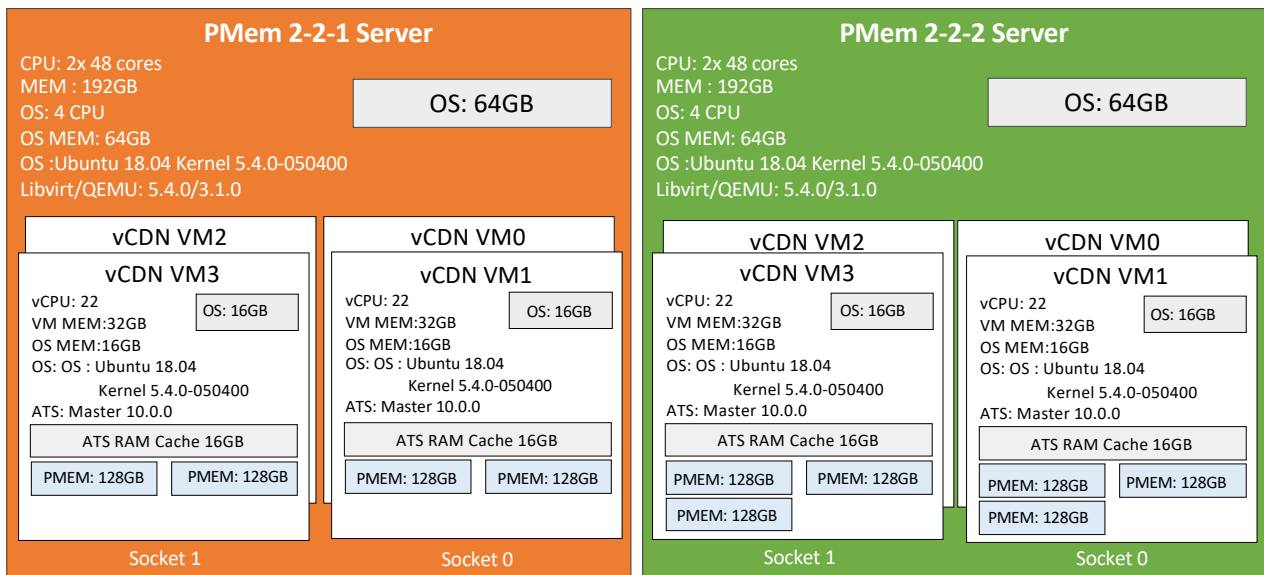 PMem 2-2-1 Server
CPU: 2x 48 cores
MEM : 192GB
OS: 4 CPU
OS MEM: 64GB
OS :Ubuntu 18.04 Kernel 5.4.0-050400
Libvirt/QEMU: 5.4.0/3.1.0
OS: 64GB
vCDN VM2
vCDN VM3
vCPU: 22
VM MEM:32GB
OS MEM:16GB
OS: OS : Ubuntu 18.04
Kernel 5.4.0-050400
ATS: Master 10.0.0
OS: 16GB
ATS RAM Cache 16GB
PMEM: 128GB
PMEM: 128GB
Socket 1
vCDN VM0
vCDN VM1
vCPU: 22
VM MEM:32GB
OS MEM:16GB
OS: OS : Ubuntu 18.04
Kernel 5.4.0-050400
ATS: Master 10.0.0
OS: 16GB
ATS RAM Cache 16GB
PMEM: 128GB
PMEM: 128GB
Socket 0
PMem 2-2-2 Server
CPU: 2x 48 cores
MEM : 192GB
OS: 4 CPU
OS MEM: 64GB
OS :Ubuntu 18.04 Kernel 5.4.0-050400
Libvirt/QEMU: 5.4.0/3.1.0
OS: 64GB
vCDN VM2
vCDN VM3
vCPU: 22
VM MEM:32GB
OS MEM:16GB
OS: OS : Ubuntu 18.04
Kernel 5.4.0-050400
ATS: Master 10.0.0
OS: 16GB
ATS RAM Cache 16GB
PMEM: 128GB
PMEM: 128GB
PMEM: 128GB
Socket 1
vCDN VM0
vCDN VM1
vCPU: 22
VM MEM:32GB
OS MEM:16GB
OS: OS : Ubuntu 18.04
Kernel 5.4.0-050400
ATS: Master 10.0.0
OS: 16GB
ATS RAM Cache 16GB
PMEM: 128GB
PMEM: 128GB
PMEM: 128GB
Socket 0